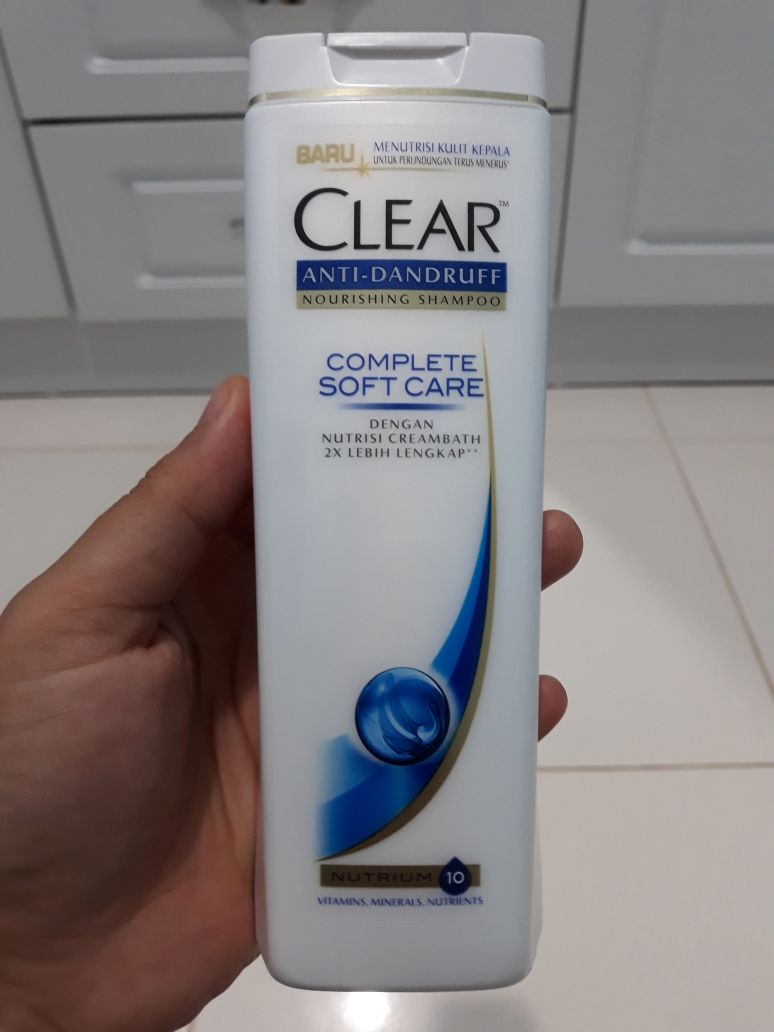 BARU
MENUTRISI KULIT KEPALA
UNTUK PERLINDUNGAN TERUS MENERUS*
CLEAR™
ANTI-DANDRUFF
NOURISHING SHAMPOO
COMPLETE
SOFT CARE
DENGAN
NUTRISI CREAMBATH
2X LEBIH LENGKAP**
NUTRIUM 10
VITAMINS, MINERALS, NUTRIENTS